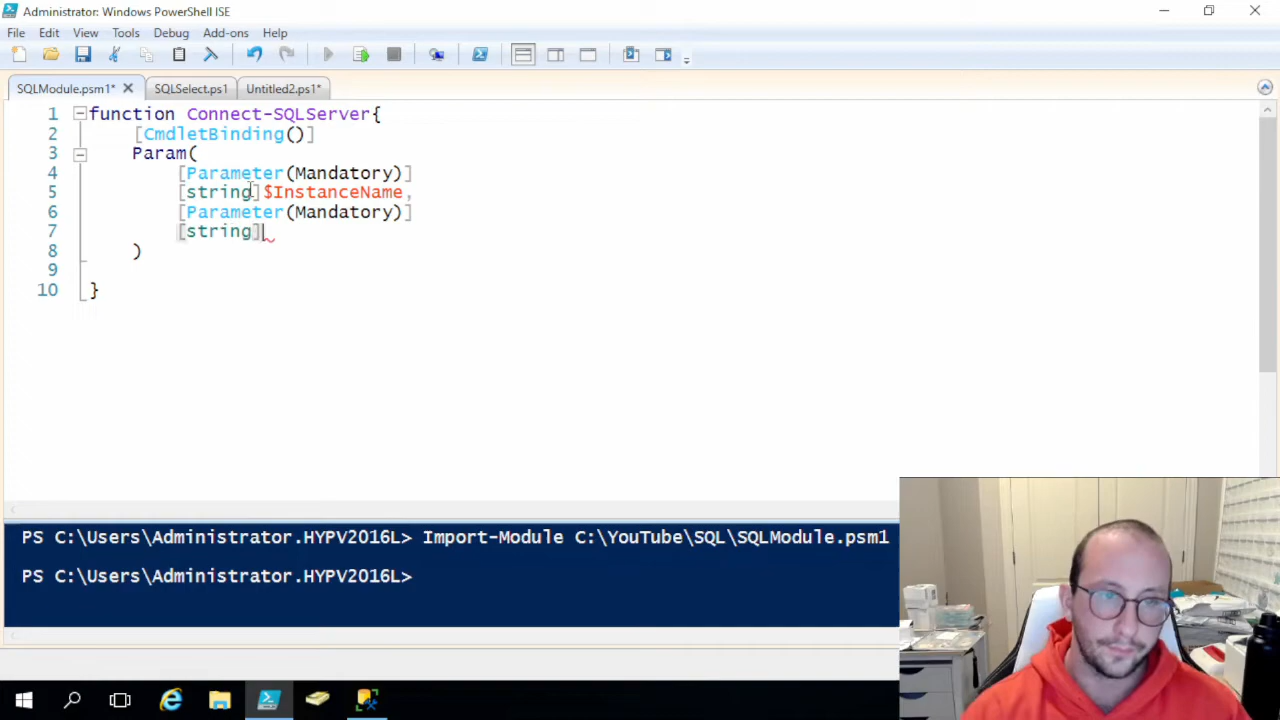 Administrator: Windows PowerShell ISE
File Edit View Tools Debug Add-ons Help
SQLModule.psm1* SQLSelect.ps1 Untitled2.ps1*
1 function Connect-SQLServer{
2 [CmdletBinding()]
3 Param(
4 [Parameter(Mandatory)]
5 [string]$InstanceName,
6 [Parameter(Mandatory)]
7 [string]
8 )
9
10 }
PS C:\Users\Administrator.HYPV2016L> Import-Module C:\YouTube\SQL\SQLModule.psm1
PS C:\Users\Administrator.HYPV2016L>